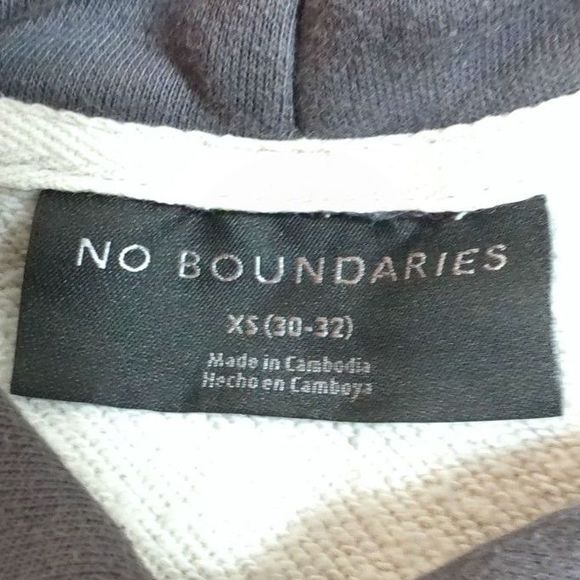 NO BOUNDARIES
XS (30-32)
Made in Cambodia
Hecho en Camboya